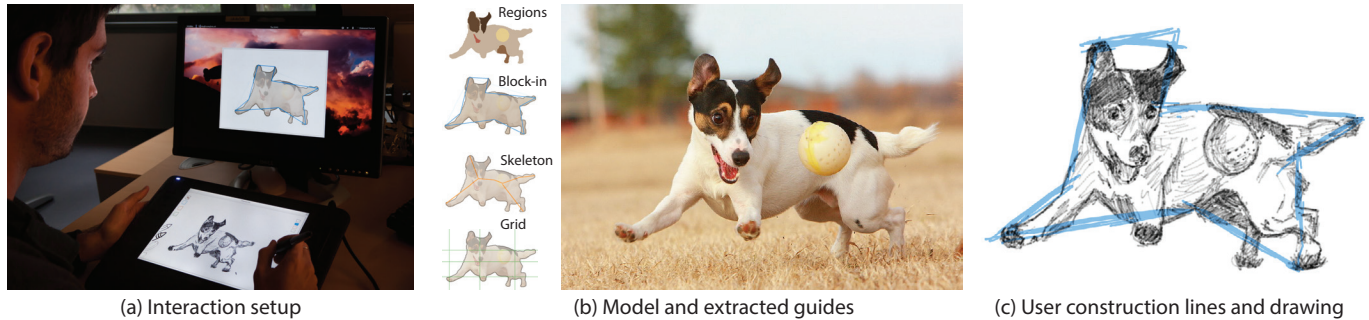 Regions
Block-in
Skeleton
Grid
(a) Interaction setup
(b) Model and extracted guides
(c) User construction lines and drawing